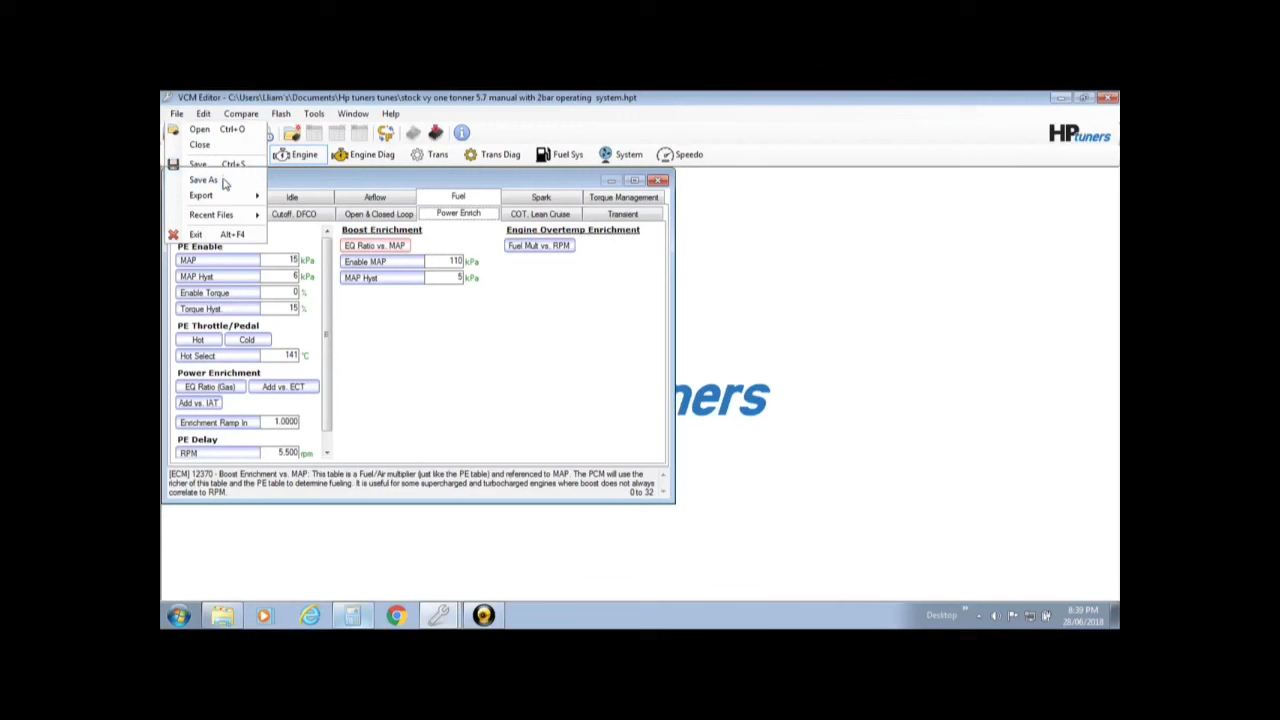 VCM Editor - C:\Users\Lliam's\Documents\Hp tuners tunes\stock vy one tonner 5.7 manual with 2bar operating system.hpt
File Edit Compare Flash Tools Window Help
Open Ctrl+O
Close
Save Ctrl+S
Save As
Export
Recent Files
Exit Alt+F4
HPtuners
Engine Engine Diag Trans Trans Diag Fuel Sys System Speedo
Idle Airflow Fuel Spark Torque Management
Cutoff, DFCO Open & Closed Loop Power Enrich COT, Lean Cruise Transient
PE Enable
MAP 15 kPa
MAP Hyst 6 kPa
Enable Torque 0 %
Torque Hyst. 15 %
PE Throttle/Pedal
Hot Cold
Hot Select 141 °C
Power Enrichment
EQ Ratio (Gas) Add vs. ECT
Add vs. IAT
Enrichment Ramp In 1.0000
PE Delay
RPM 5,500 rpm
Boost Enrichment
EQ Ratio vs. MAP
Enable MAP 110 kPa
MAP Hyst 5 kPa
Engine Overtemp Enrichment
Fuel Mult vs. RPM
[ECM] 12370 - Boost Enrichment vs. MAP: This table is a Fuel/Air multiplier (just like the PE table) and referenced to MAP. The PCM will use the
richer of this table and the PE table to determine fueling. It is useful for some supercharged and turbocharged engines where boost does not always
correlate to RPM. 0 to 32
ners
Desktop
8:39 PM
28/06/2018